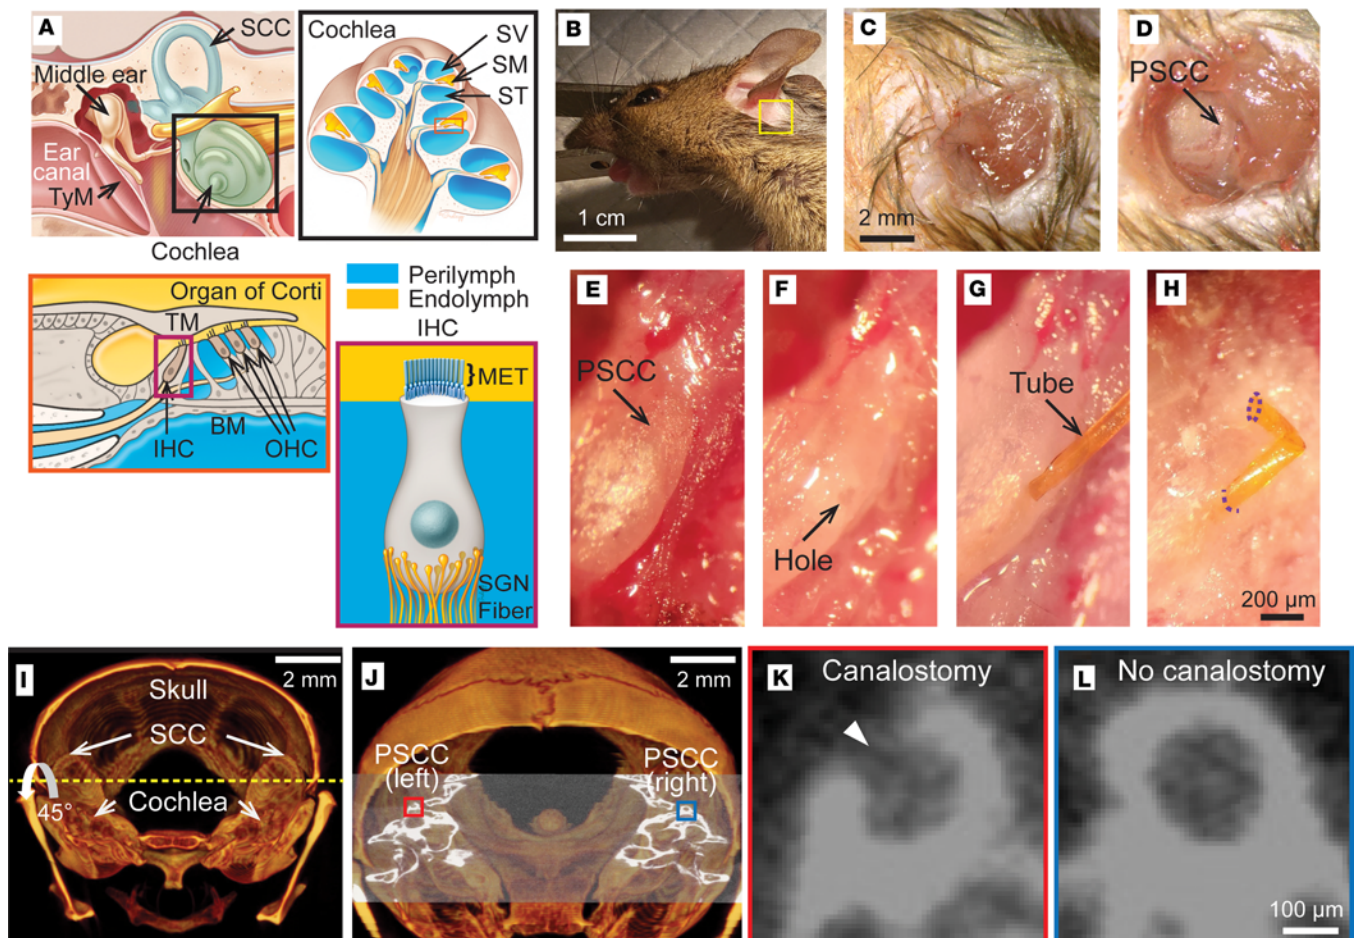 A
SCC
Middle ear
Ear
canal
TyM
Cochlea
Cochlea
SV
SM
ST
B
1 cm
C
2 mm
D
PSCC
Organ of Corti
TM
BM
IHC
OHC
Perilymph
Endolymph
IHC
MET
SGN
Fiber
E
PSCC
F
Hole
G
Tube
H
200 μm
I
2 mm
Skull
SCC
Cochlea
45°
J
2 mm
PSCC
(left)
PSCC
(right)
K
Canalostomy
L
No canalostomy
100 μm